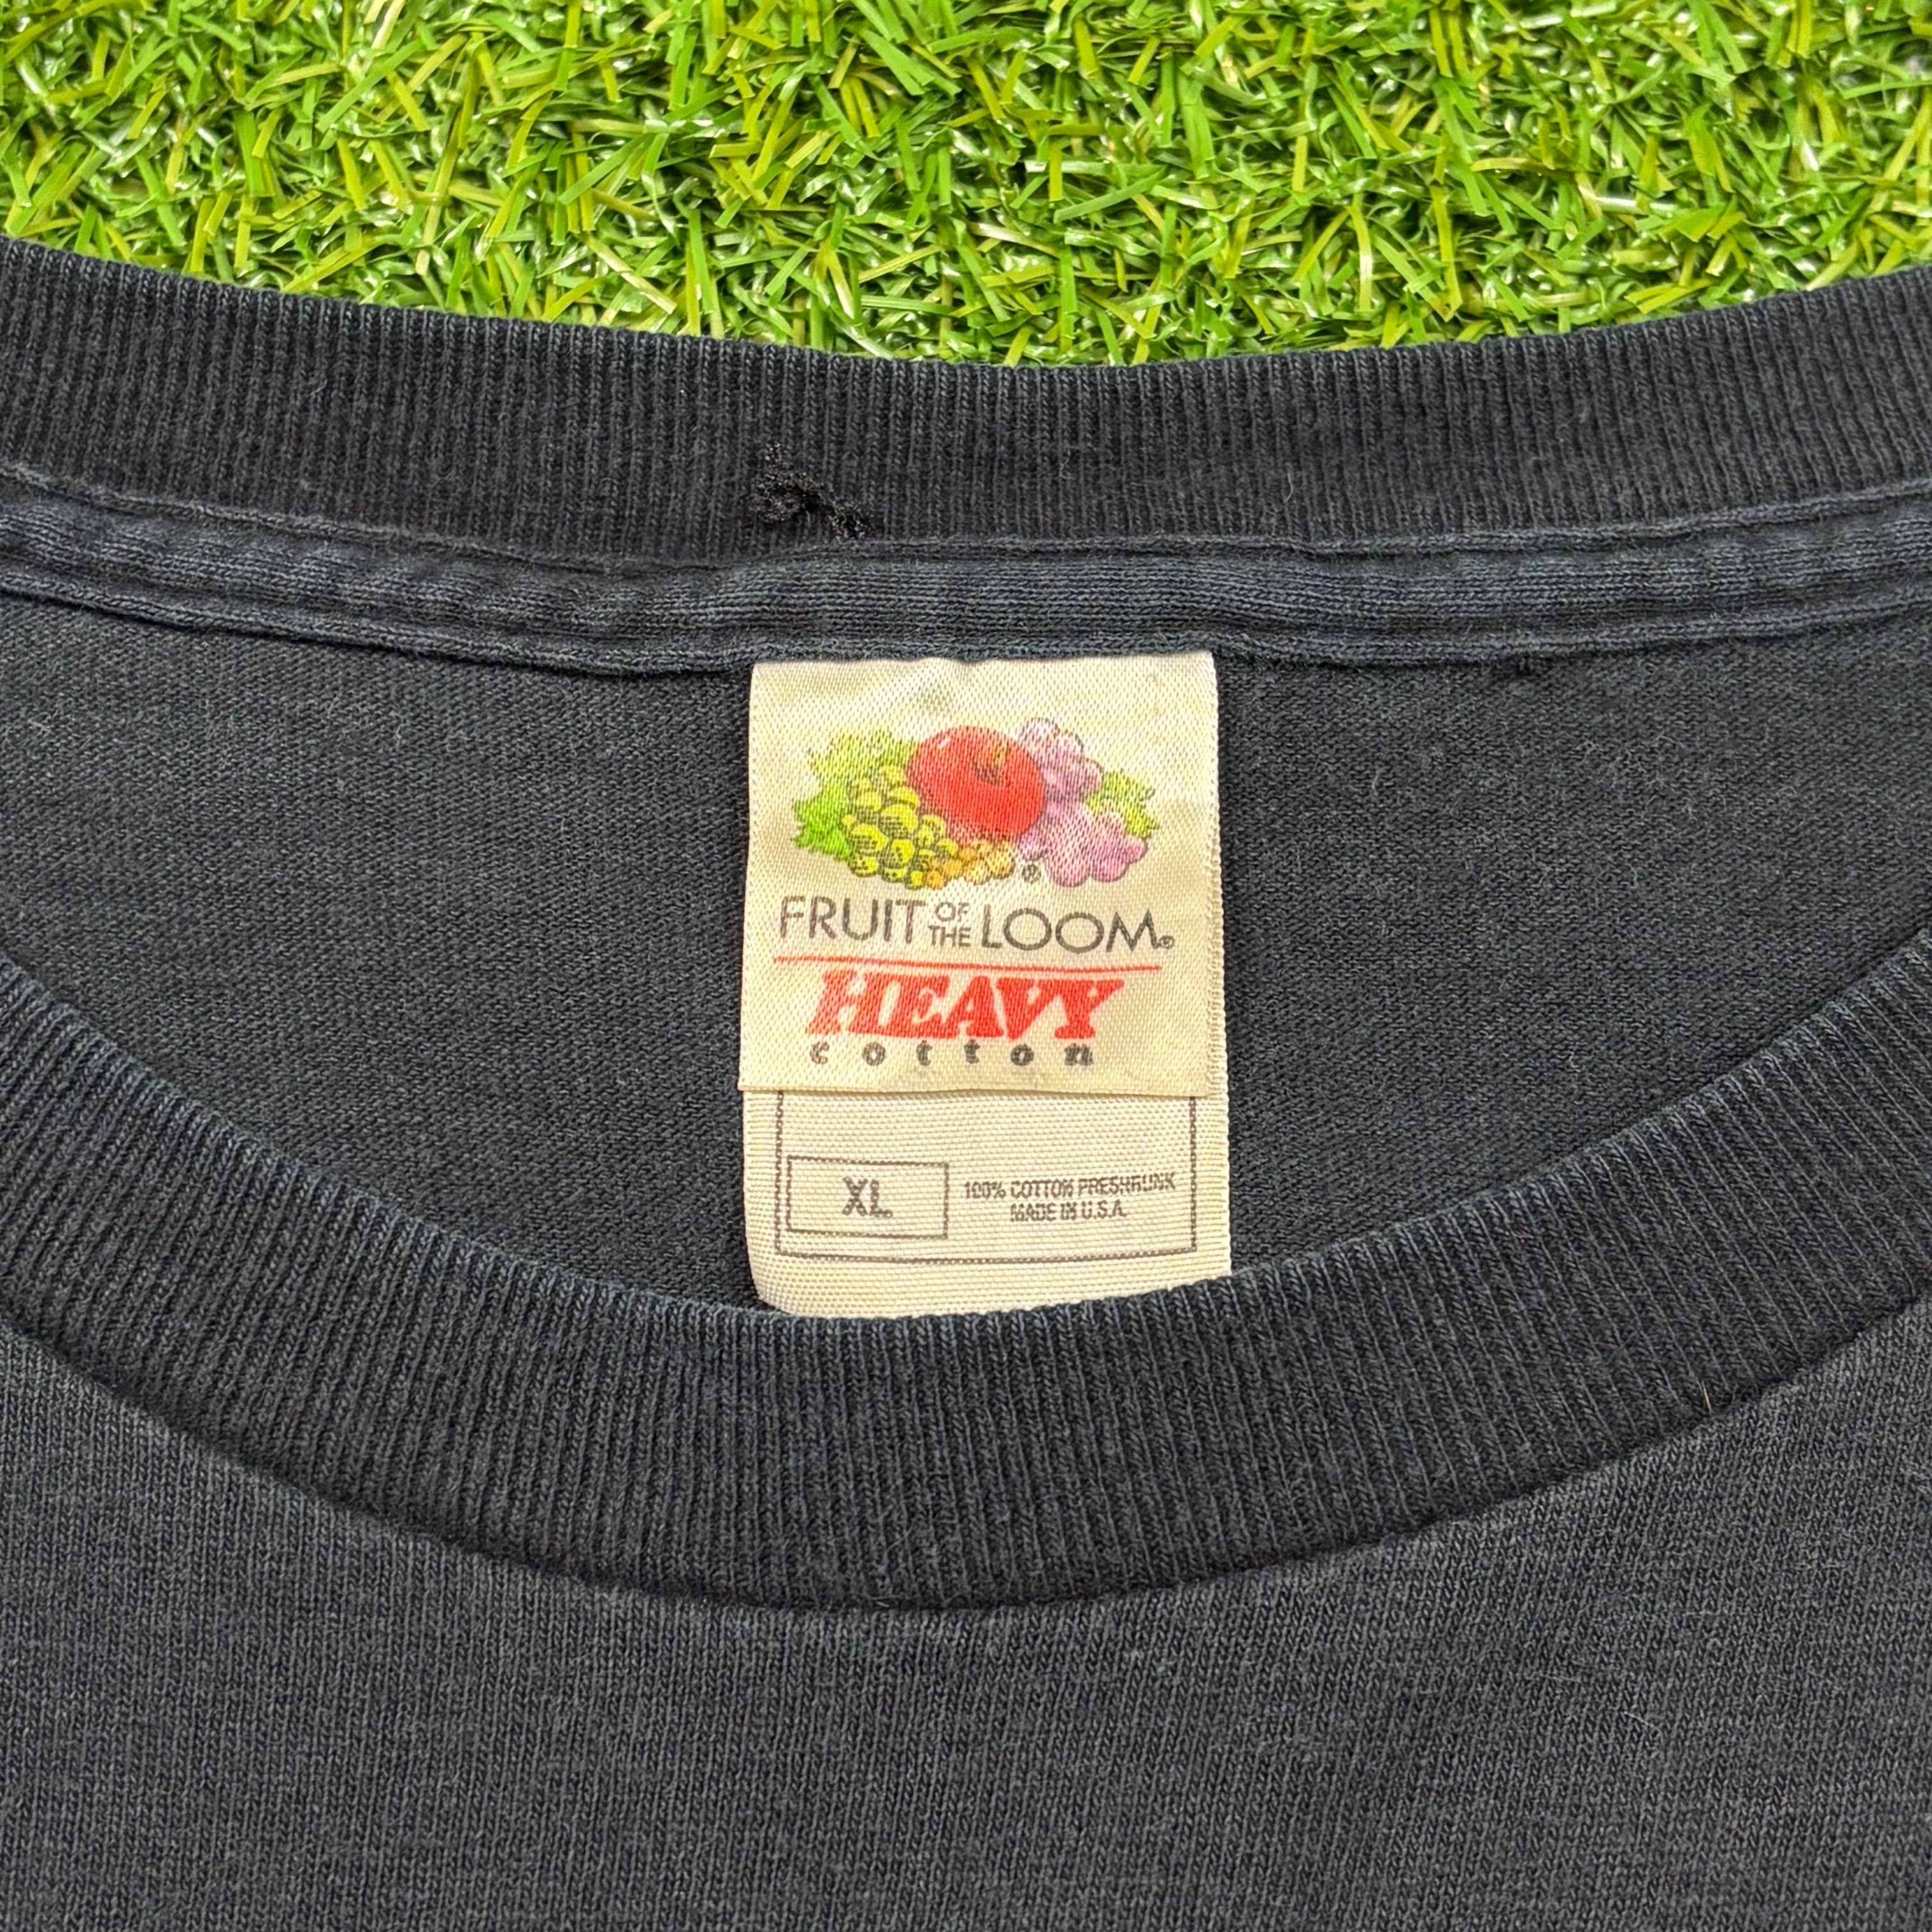 ®
FRUIT OF THE LOOM®
HEAVY
cotton
XL
100% COTTON PRESHRUNK
MADE IN U.S.A.